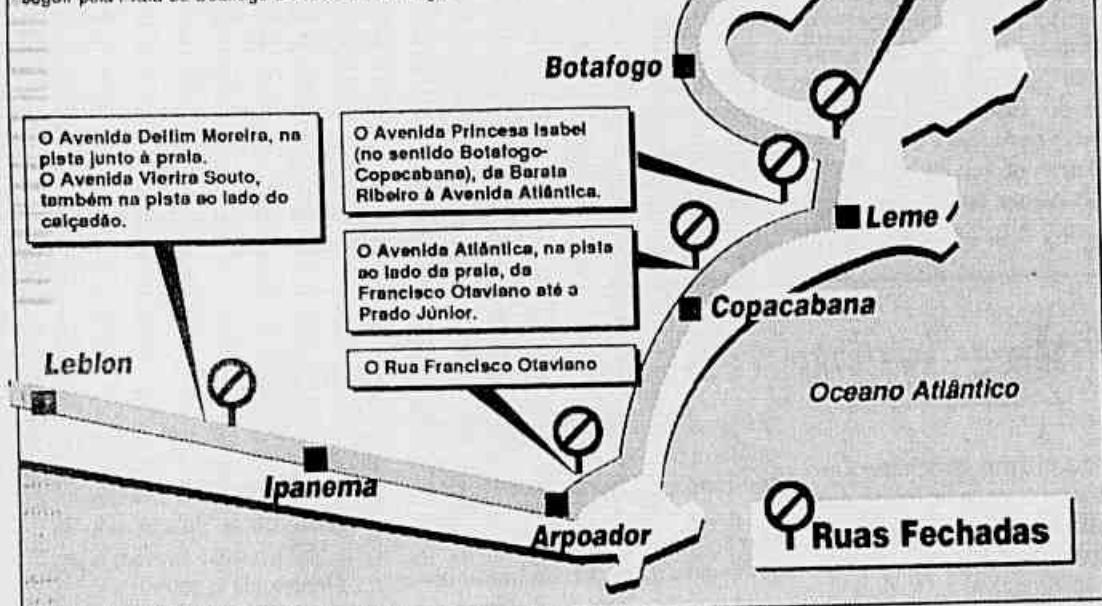 Botafogo
O Avenida Delfim Moreira, na
pista junto à praia.
O Avenida Vierira Souto,
também na pista ao lado do
calçadão.
O Avenida Princesa Isabel
(no sentido Botafogo-
Copacabana), da Barata
Ribeiro à Avenida Atlântica.
Leme
O Avenida Atlântica, na pista
ao lado da praia, da
Francisco Otaviano até a
Prado Júnior.
Copacabana
O Rua Francisco Otaviano
Leblon
Oceano Atlântico
Ipanema
Arpoador
Ruas Fechadas